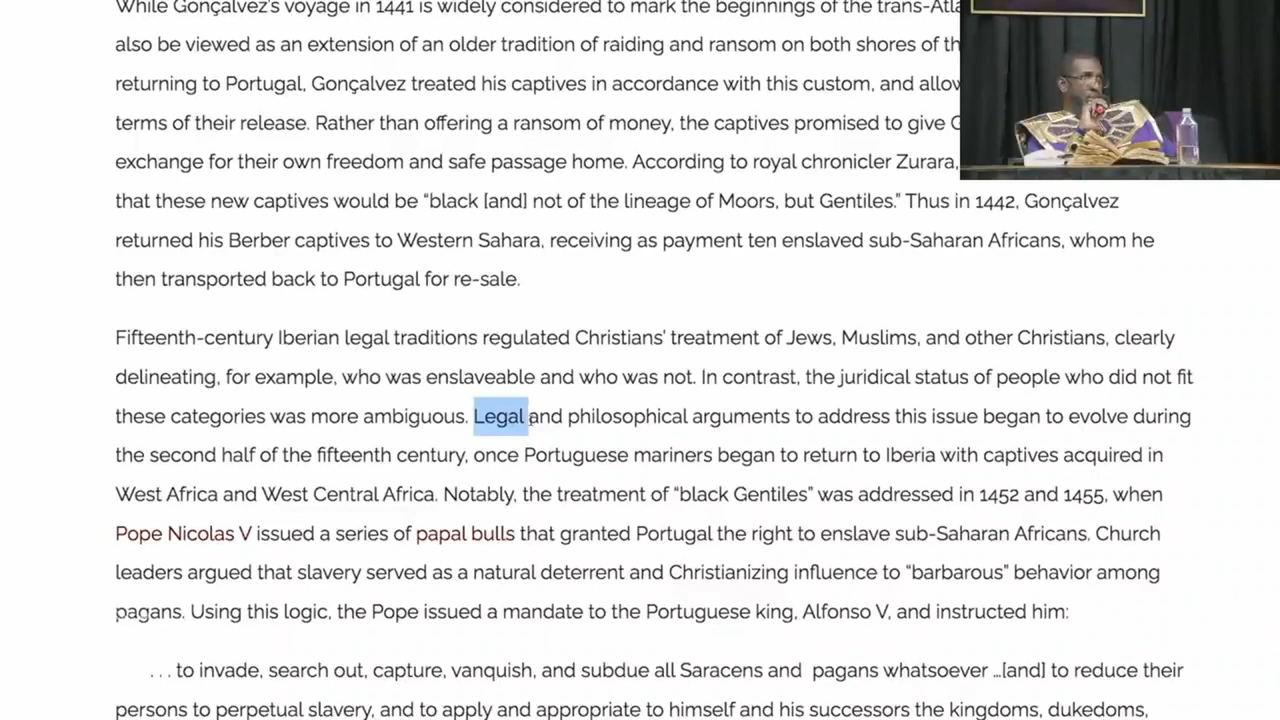 While Gonçalvez's voyage in 1441 is widely considered to mark the beginnings of the trans-Atla
also be viewed as an extension of an older tradition of raiding and ransom on both shores of th
returning to Portugal, Gonçalvez treated his captives in accordance with this custom, and allow
terms of their release. Rather than offering a ransom of money, the captives promised to give G
exchange for their own freedom and safe passage home. According to royal chronicler Zurara,
that these new captives would be “black [and] not of the lineage of Moors, but Gentiles.” Thus in 1442, Gonçalvez
returned his Berber captives to Western Sahara, receiving as payment ten enslaved sub-Saharan Africans, whom he
then transported back to Portugal for re-sale.
Fifteenth-century Iberian legal traditions regulated Christians’ treatment of Jews, Muslims, and other Christians, clearly
delineating, for example, who was enslaveable and who was not. In contrast, the juridical status of people who did not fit
these categories was more ambiguous. Legal and philosophical arguments to address this issue began to evolve during
the second half of the fifteenth century, once Portuguese mariners began to return to Iberia with captives acquired in
West Africa and West Central Africa. Notably, the treatment of “black Gentiles” was addressed in 1452 and 1455, when
Pope Nicolas V issued a series of papal bulls that granted Portugal the right to enslave sub-Saharan Africans. Church
leaders argued that slavery served as a natural deterrent and Christianizing influence to “barbarous” behavior among
pagans. Using this logic, the Pope issued a mandate to the Portuguese king, Alfonso V, and instructed him:
. . . to invade, search out, capture, vanquish, and subdue all Saracens and pagans whatsoever …[and] to reduce their
persons to perpetual slavery, and to apply and appropriate to himself and his successors the kingdoms, dukedoms,